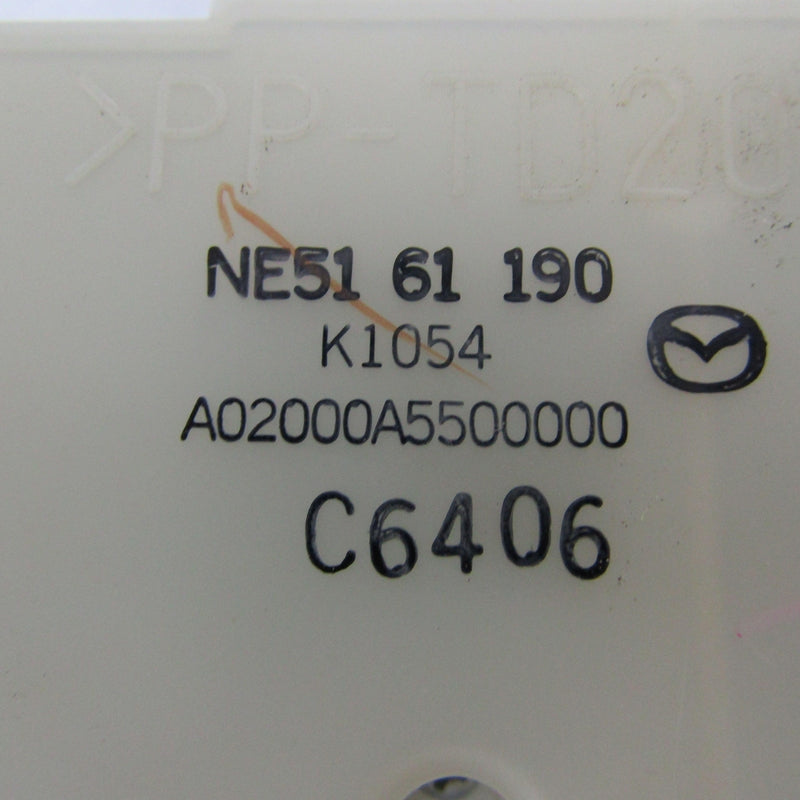 >PP-TD20
NE51 61 190
K1054
A02000A5500000
C6406